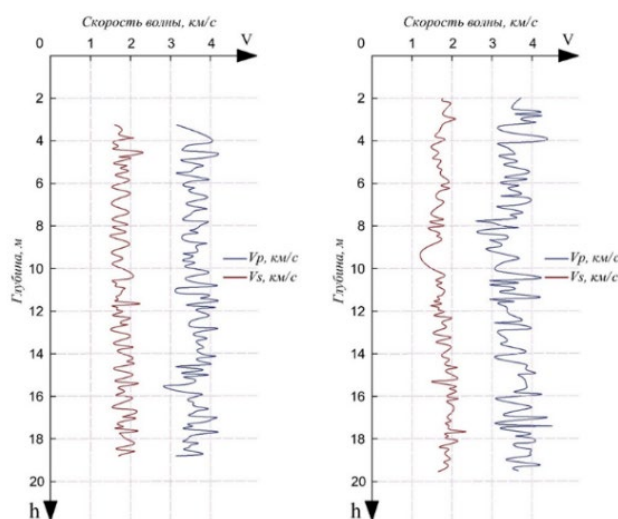 Скорость волны, км/с
V
0 1 2 3 4
2
4
6
8
10
12
14
16
18
20
Глубина, м
Vp, км/с
Vs, км/с
h
Скорость волны, км/с
V
0 1 2 3 4
2
4
6
8
10
12
14
16
18
20
Глубина, м
Vp, км/с
Vs, км/с
h